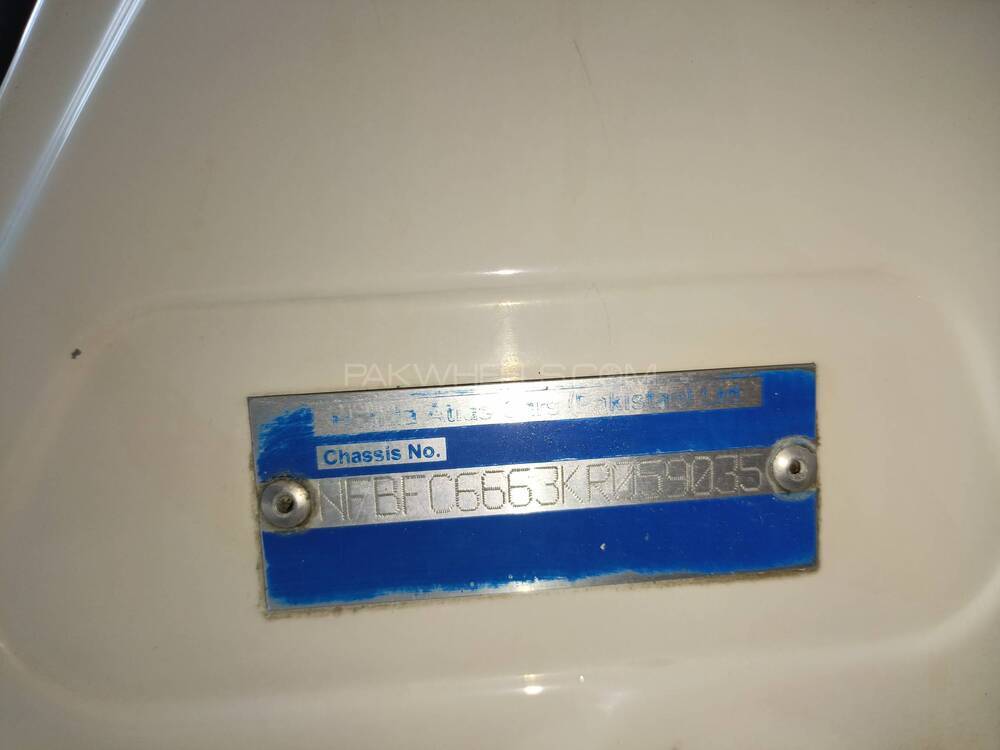 PAKWHEELS.COM
Honda Atlas Cars (Pakistan) Ltd.
Chassis No.
NFBFC6663KR059035